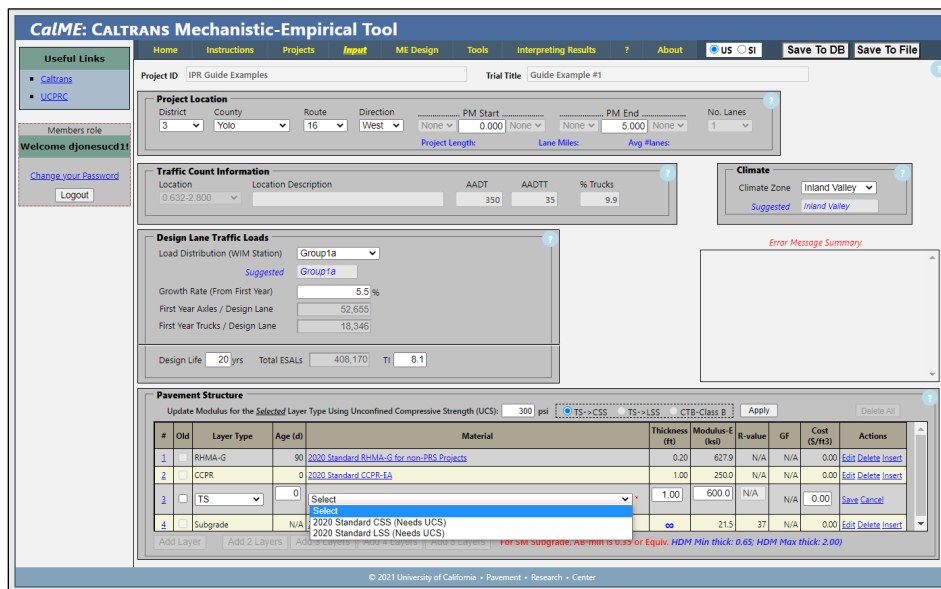 CalME: CALTRANS Mechanistic-Empirical Tool
Useful Links
Caltrans
UCPRC
Members role
Welcome djonesucd1!
Change your Password
Logout
Home Instructions Projects Input ME Design Tools Interpreting Results ? About US SI Save To DB Save To File
Project ID IPR Guide Examples Trial Title Guide Example #1 ?
Project Location ?
District County Route Direction ................... PM Start ................... ................... PM End ................... No. Lanes
3 Yolo 16 West None 0.000 None None 5.000 None 1
Project Length: Lane Miles: Avg #lanes:
Traffic Count Information ?
Location Location Description AADT AADTT % Trucks
0.632-2.800 350 35 9.9
Climate ?
Climate Zone Inland Valley
Suggested Inland Valley
Design Lane Traffic Loads ?
Load Distribution (WIM Station) Group1a
Suggested Group1a
Growth Rate (From First Year) 5.5 %
First Year Axles / Design Lane 52,655
First Year Trucks / Design Lane 18,346
Design Life 20 yrs Total ESALs 408,170 TI 8.1
Error Message Summary
Pavement Structure ?
Update Modulus for the Selected Layer Type Using Unconfined Compressive Strength (UCS): 300 psi TS->CSS TS->LSS CTB-Class B Apply Delete All
# Old Layer Type Age (d) Material Thickness (ft) Modulus-E (ksi) R-value GF Cost ($/ft3) Actions
1 RHMA-G 90 2020 Standard RHMA-G for non-PRS Projects 0.20 627.9 N/A N/A 0.00 Edit Delete Insert
2 CCPR 0 2020 Standard CCPR-EA 1.00 250.0 N/A N/A 0.00 Edit Delete Insert
3 TS 0 Select * 1.00 600.0 N/A N/A 0.00 Save Cancel
Select
2020 Standard CSS (Needs UCS)
2020 Standard LSS (Needs UCS)
4 Subgrade N/A ∞ 21.5 37 N/A 0.00 Edit Delete Insert
Add Layer Add 2 Layers Add 3 Layers Add 4 Layers Add 5 Layers For SM Subgrade, AB-min is 0.35 or Equiv. HDM Min thick: 0.65; HDM Max thick: 2.00)
© 2021 University of California • Pavement • Research • Center